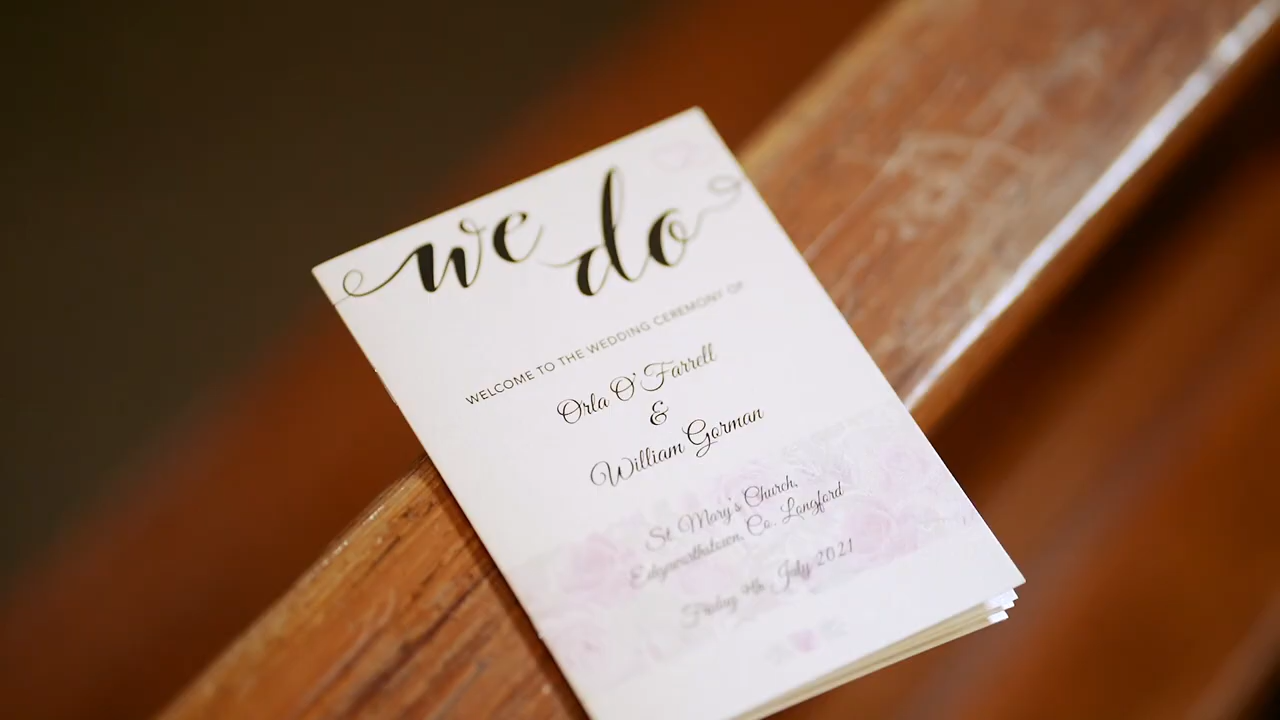 we do
WELCOME TO THE WEDDING CEREMONY OF
Orla O'Farrell
&
William Gorman
St Mary's Church,
Edgeworthstown, Co. Longford
Friday 9th July 2021